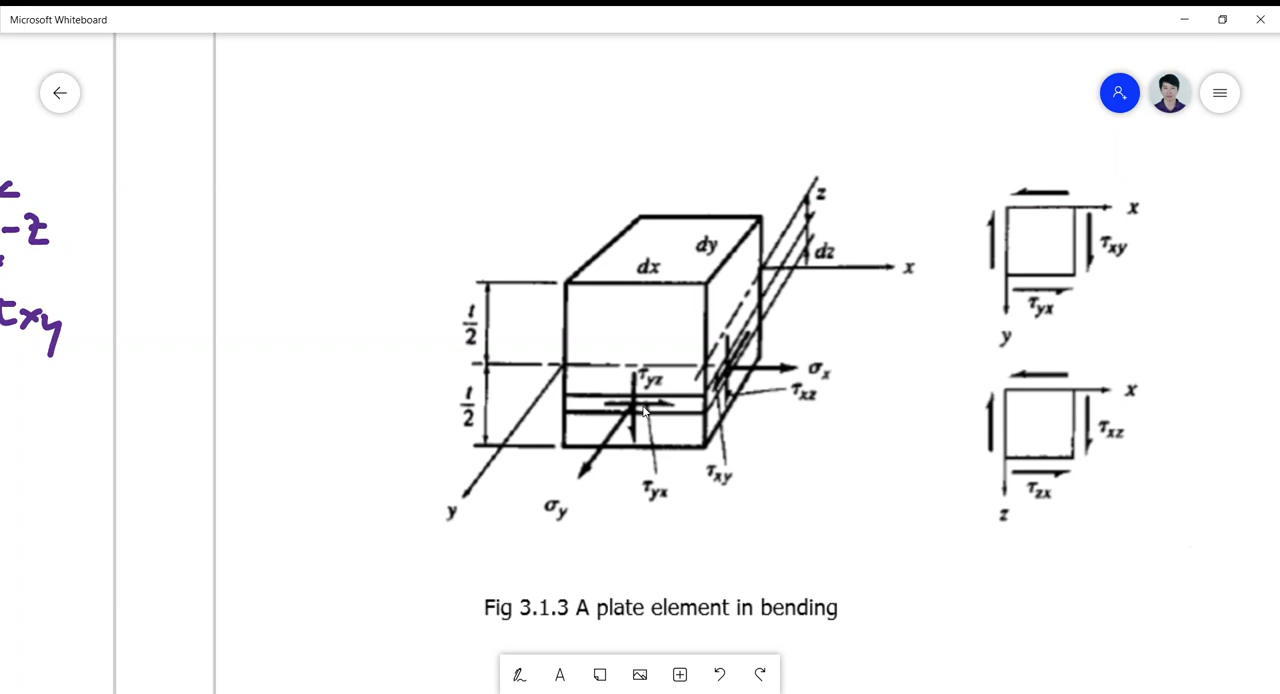 Microsoft Whiteboard
-z
τxy
z
dy
dz
dx
x
t/2
t/2
τyz
σx
τxz
τxy
τyx
σy
y
x
τxy
τyx
y
x
τxz
τzx
z
Fig 3.1.3 A plate element in bending
A